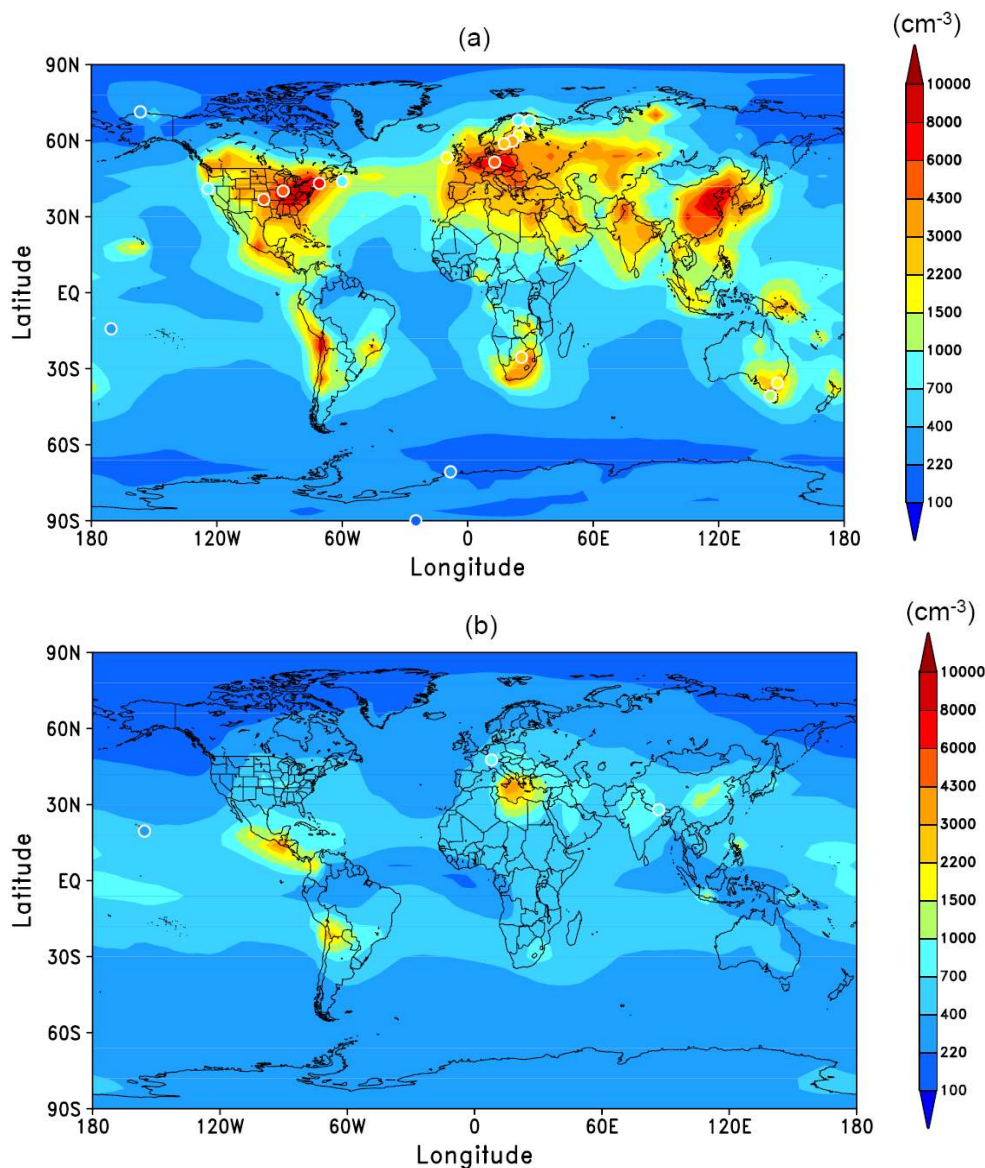 (cm⁻³)
(a)
90N
60N
30N
EQ
30S
60S
90S
Latitude
180
120W
60W
0
60E
120E
180
Longitude
10000
8000
6000
4300
3000
2200
1500
1000
700
400
220
100
(cm⁻³)
(b)
90N
60N
30N
EQ
30S
60S
90S
Latitude
180
120W
60W
0
60E
120E
180
Longitude
10000
8000
6000
4300
3000
2200
1500
1000
700
400
220
100